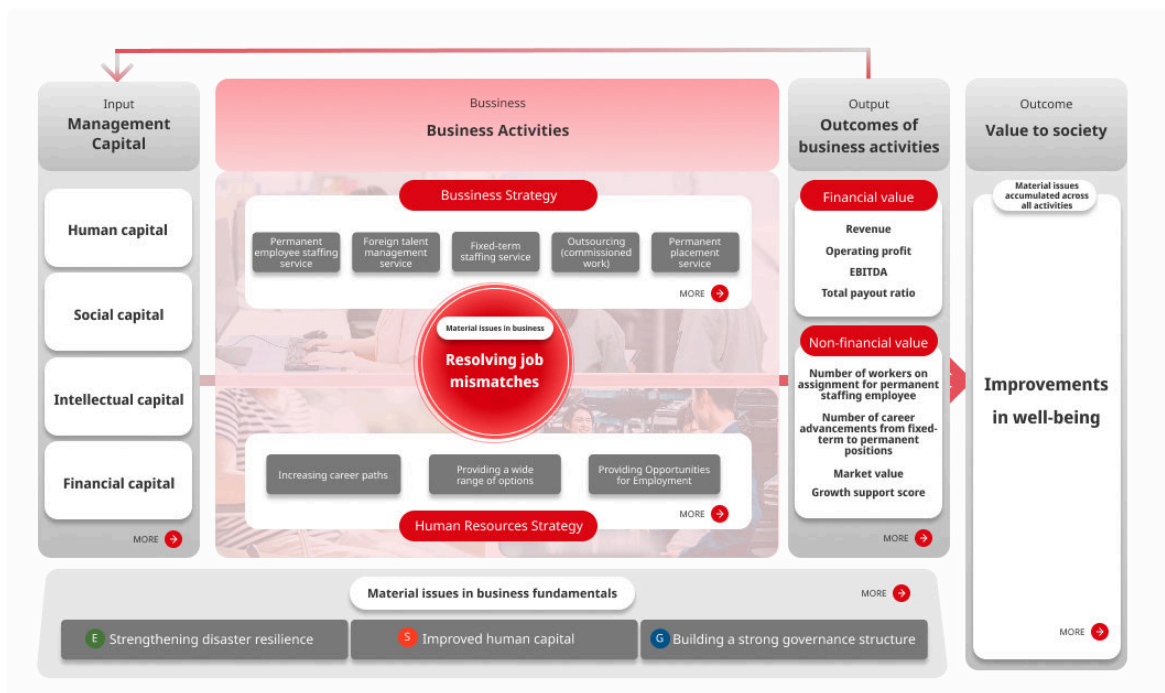 Input
Management
Capital
Human capital
Social capital
Intellectual capital
Financial capital
MORE
Bussiness
Business Activities
Bussiness Strategy
Permanent
employee staffing
service
Foreign talent
management
service
Fixed-term
staffing service
Outsourcing
(commissioned
work)
Permanent
placement
service
MORE
Material issues in business
Resolving job
mismatches
Increasing career paths
Providing a wide
range of options
Providing Opportunities
for Employment
MORE
Human Resources Strategy
Output
Outcomes of
business activities
Financial value
Revenue
Operating profit
EBITDA
Total payout ratio
Non-financial value
Number of workers on
assignment for permanent
staffing employee
Number of career
advancements from fixed-
term to permanent
positions
Market value
Growth support score
MORE
Outcome
Value to society
Material issues
accumulated across
all activities
Improvements
in well-being
MORE
Material issues in business fundamentals
MORE
E Strengthening disaster resilience
S Improved human capital
G Building a strong governance structure